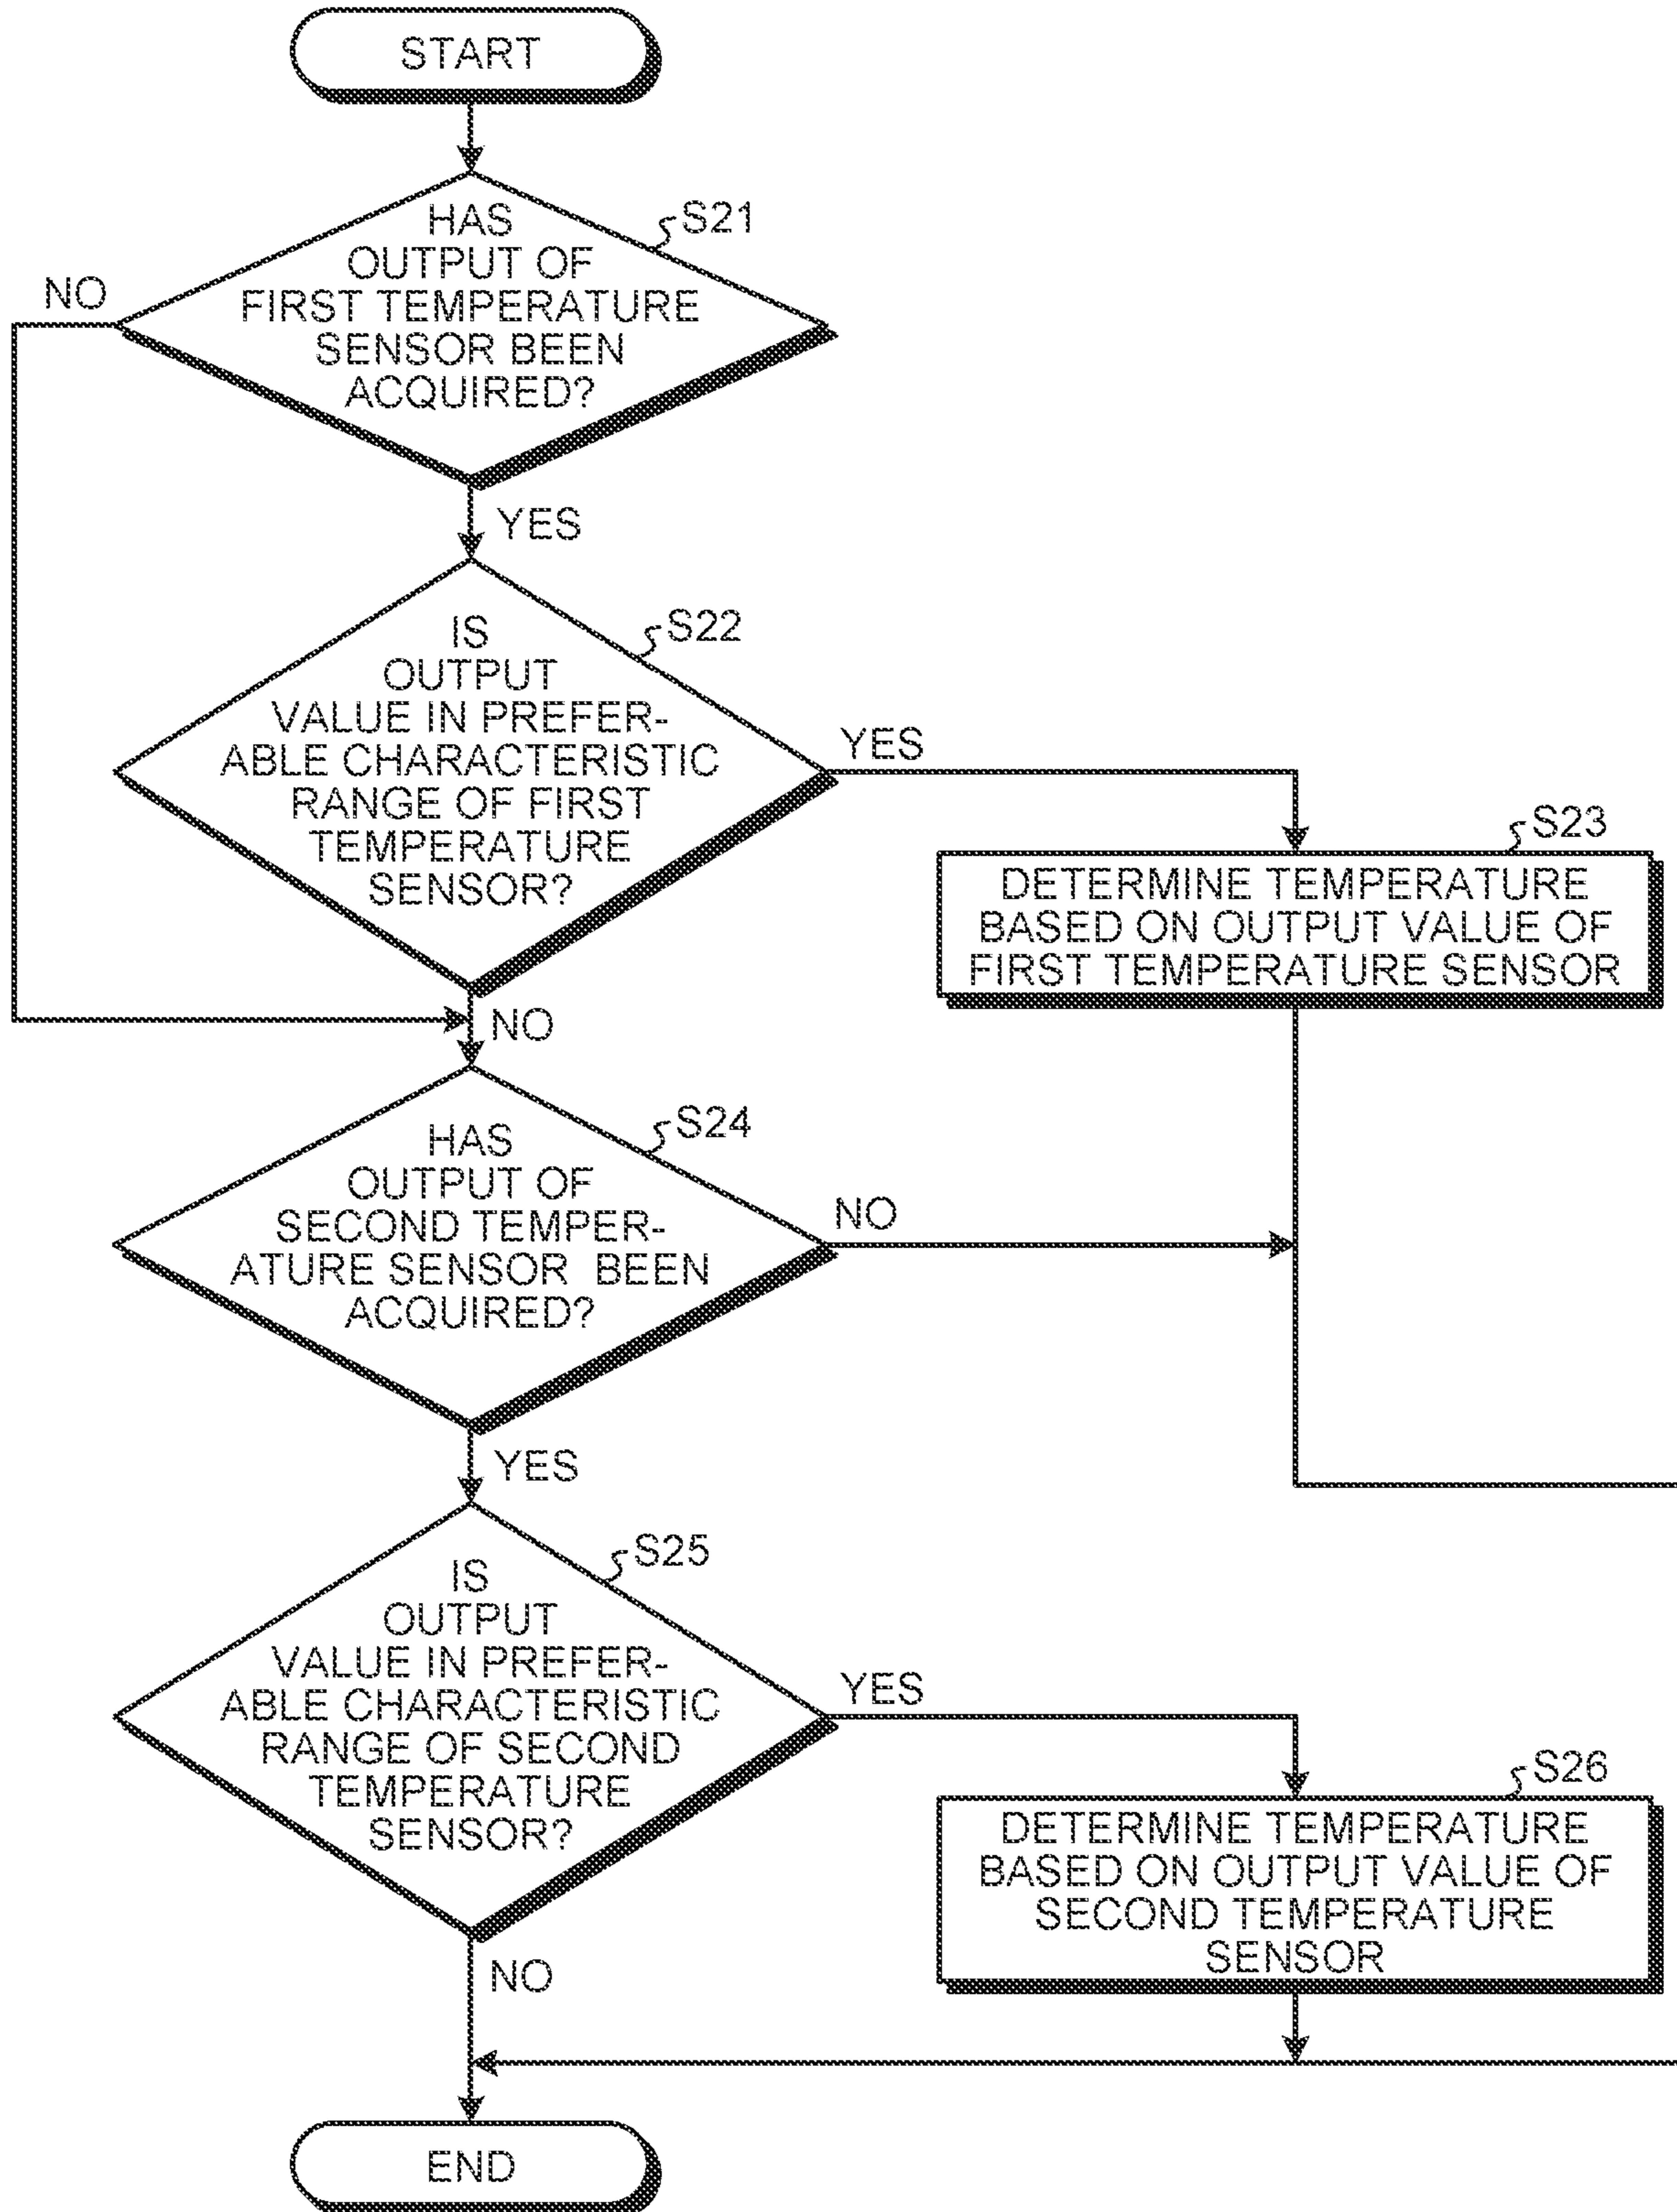 START
HAS
OUTPUT OF
FIRST TEMPERATURE
SENSOR BEEN
ACQUIRED?
S21
NO
YES
IS
OUTPUT
VALUE IN PREFER-
ABLE CHARACTERISTIC
RANGE OF FIRST
TEMPERATURE
SENSOR?
S22
YES
S23
DETERMINE TEMPERATURE
BASED ON OUTPUT VALUE OF
FIRST TEMPERATURE SENSOR
NO
HAS
OUTPUT OF
SECOND TEMPER-
ATURE SENSOR BEEN
ACQUIRED?
S24
NO
YES
IS
OUTPUT
VALUE IN PREFER-
ABLE CHARACTERISTIC
RANGE OF SECOND
TEMPERATURE
SENSOR?
S25
YES
S26
DETERMINE TEMPERATURE
BASED ON OUTPUT VALUE OF
SECOND TEMPERATURE
SENSOR
NO
END